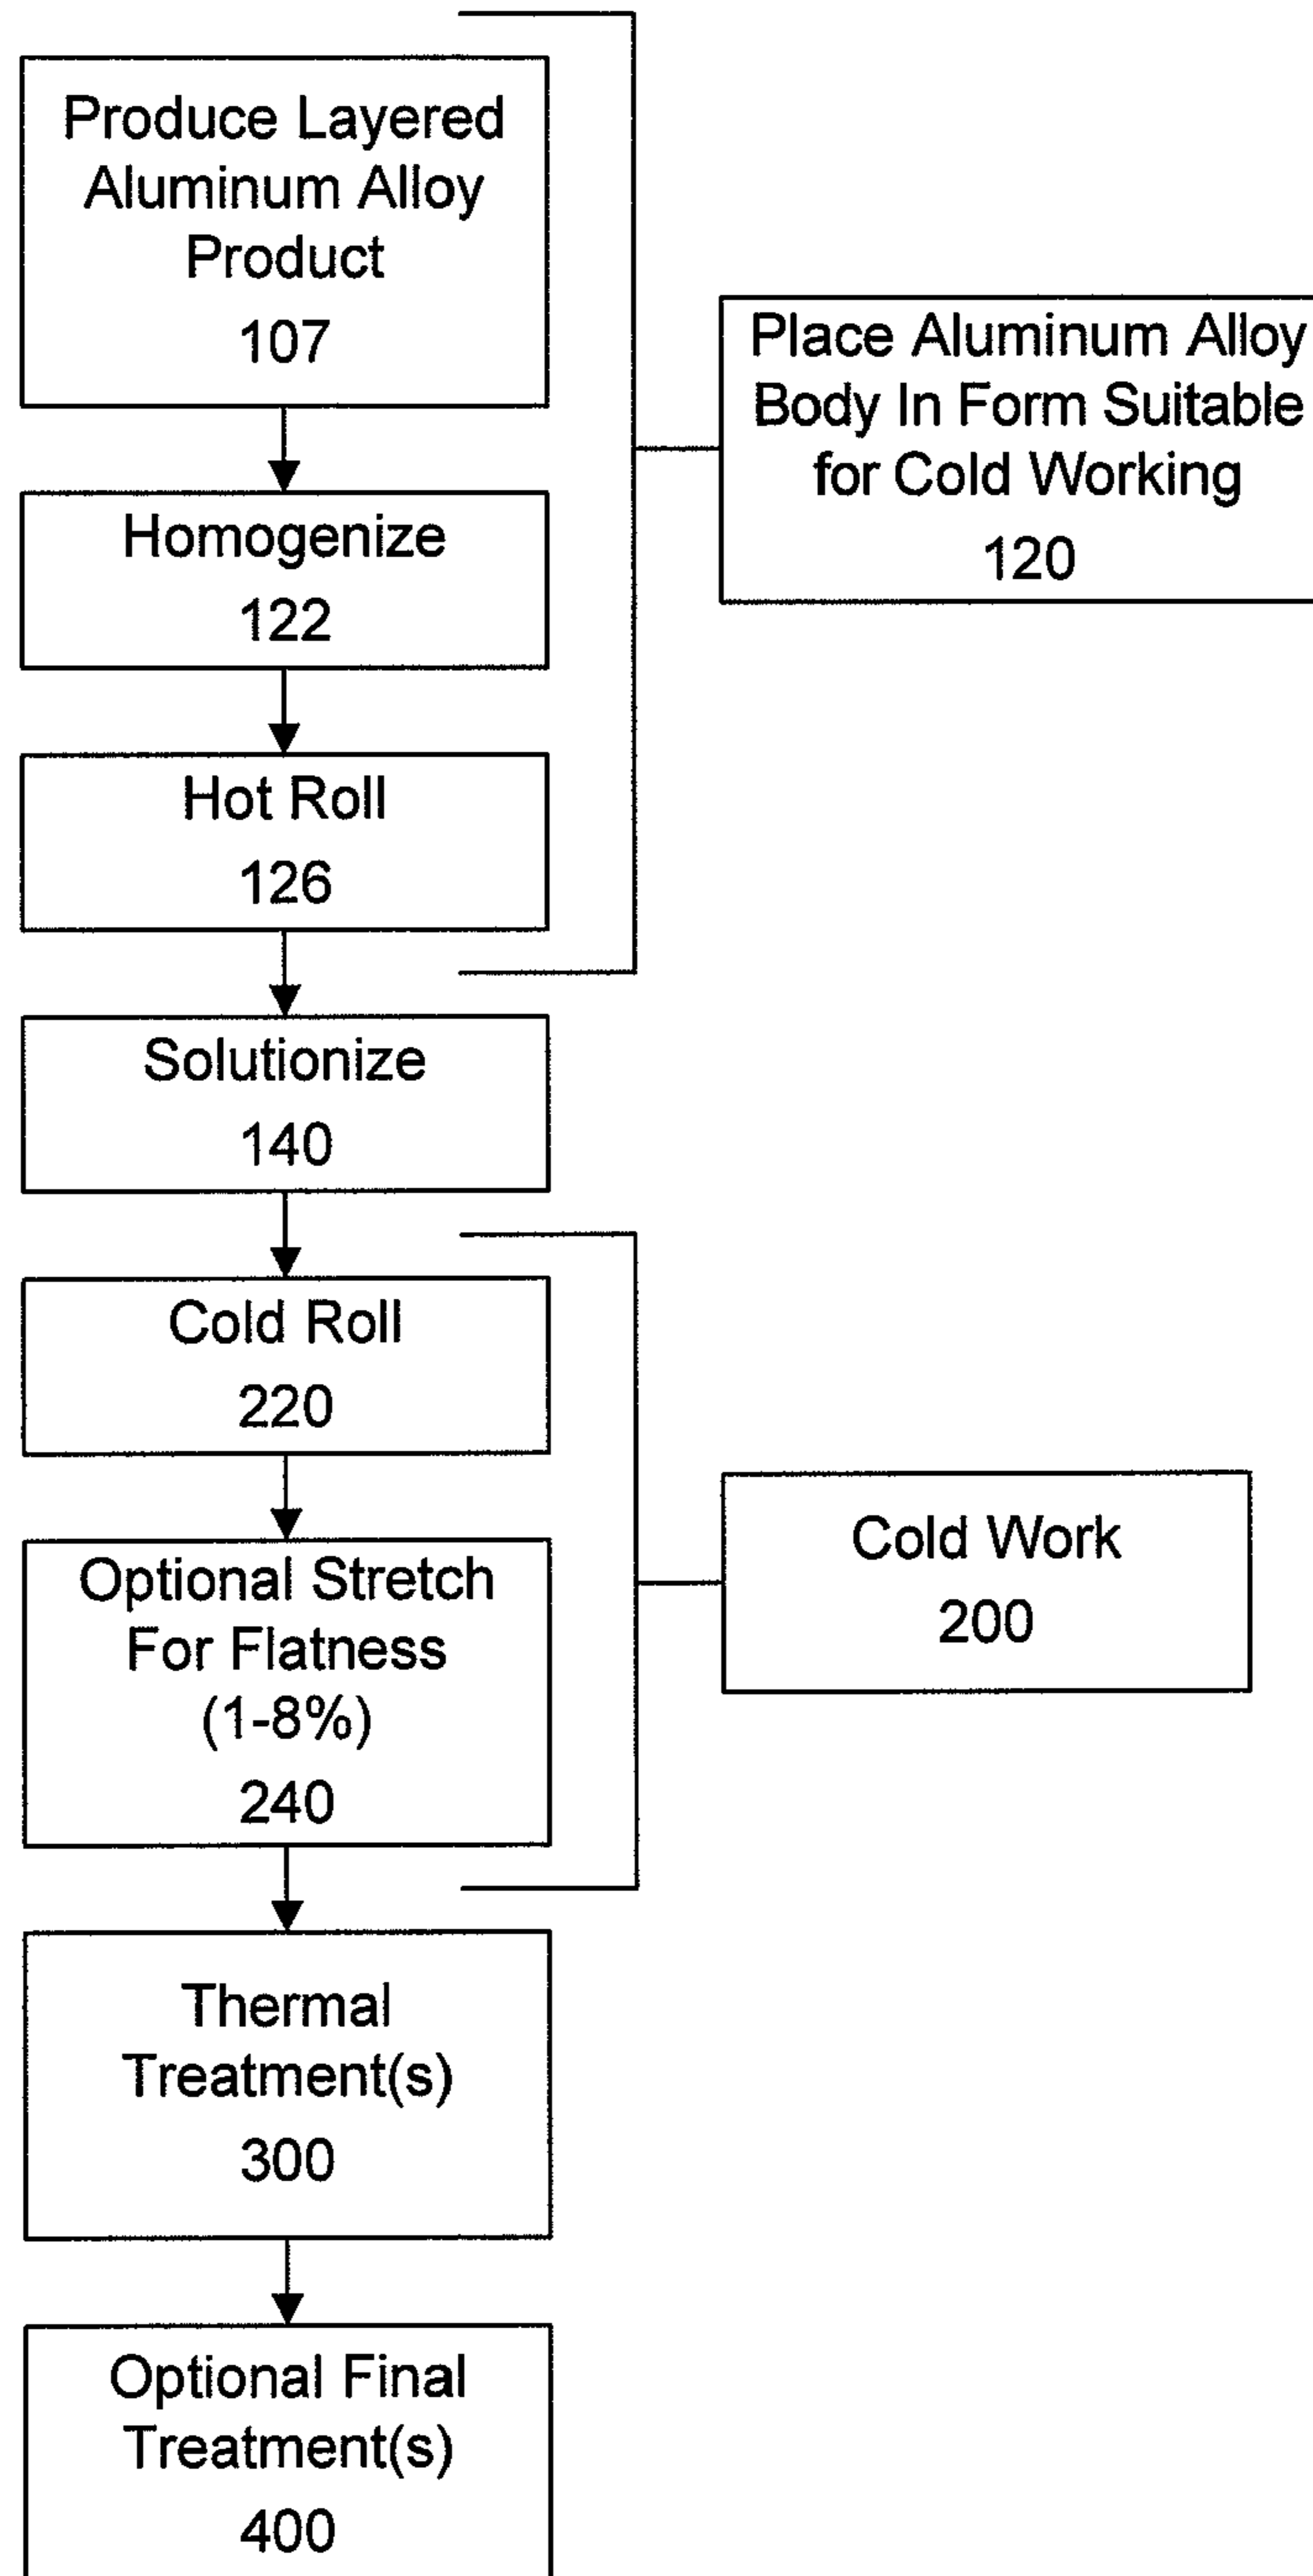 Produce Layered
Aluminum Alloy
Product
107
Place Aluminum Alloy
Body In Form Suitable
for Cold Working
120
Homogenize
122
Hot Roll
126
Solutionize
140
Cold Roll
220
Optional Stretch
For Flatness
(1-8%)
240
Cold Work
200
Thermal
Treatment(s)
300
Optional Final
Treatment(s)
400